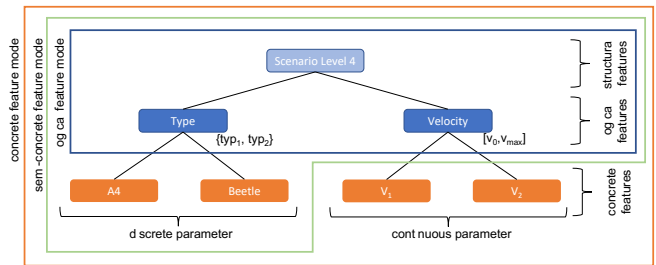 concrete feature mode
sem -concrete feature mode
og ca feature mode
Scenario Level 4
structura
features
Type
Velocity
{typ₁, typ₂}
[v₀,vₘₐₓ]
og ca
features
A4
Beetle
V₁
V₂
concrete
features
d screte parameter
cont nuous parameter